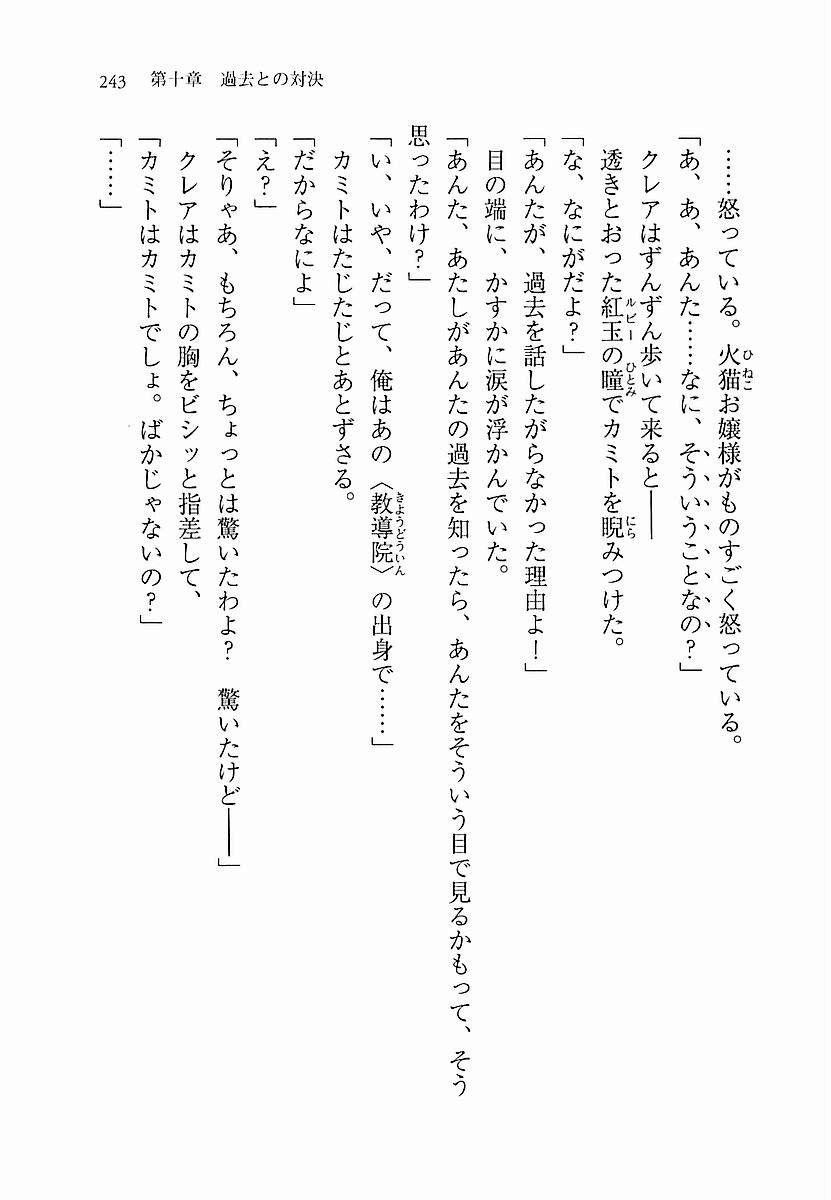 243 第十章 過去との対決
……怒っている。火猫お嬢様がものすごく怒っている。
「あ、あ、あんた……なに、そういうことなの？」
クレアはずんずん歩いて来ると――
透きとおった紅玉の瞳でカミトを睨みつけた。
「な、なにがだよ？」
「あんたが、過去を話したがらなかった理由よ！」
目の端に、かすかに涙が浮かんでいた。
「あんた、あたしがあんたの過去を知ったら、あんたをそういう目で見るかもって、そう
思ったわけ？」
「い、いや、だって、俺はあの〈教導院〉の出身で……」
カミトはたじたじとあとずさる。
「だからなによ」
「え？」
「そりゃあ、もちろん、ちょっとは驚いたわよ？　驚いたけど――」
クレアはカミトの胸をビシッと指差して、
「カミトはカミトでしょ。ばかじゃないの？」
「……」